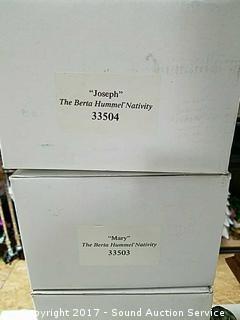 "Joseph"
The Berta Hummel Nativity
33504
"Mary"
The Berta Hummel Nativity
33503
Copyright 2017 - Sound Auction Service